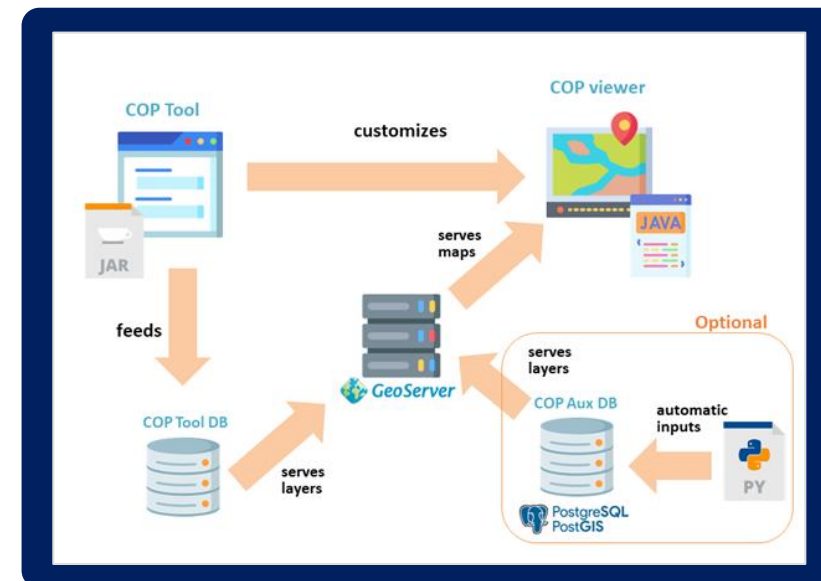 COP Tool
COP viewer
customizes
JAR
JAVA
serves
maps
feeds
Optional
GeoServer
serves
layers
COP Tool DB
COP Aux DB
automatic
inputs
serves
layers
PY
PostgreSQL
PostGIS